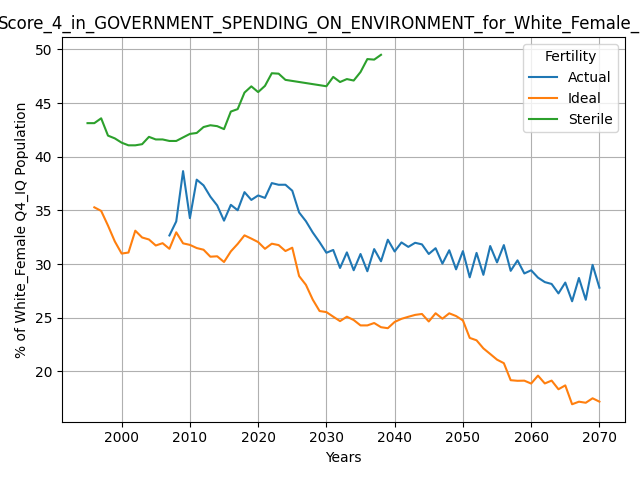 Score_4_in_GOVERNMENT_SPENDING_ON_ENVIRONMENT_for_White_Female_
50
45
40
35
30
25
20
% of White_Female Q4_IQ Population
Fertility
Actual
Ideal
Sterile
2000 2010 2020 2030 2040 2050 2060 2070
Years